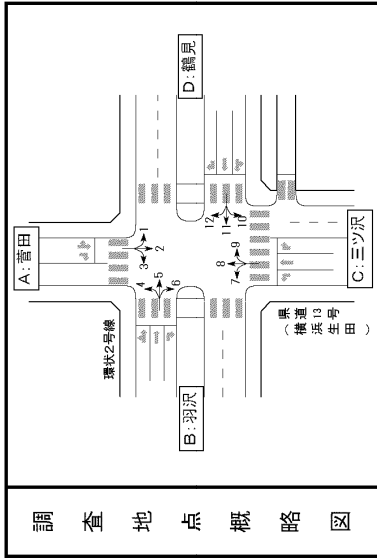 調査地点概略図
A:菅田
B:羽沢
C:三ツ沢
D:鶴見
環状2号線
県道13号
(横浜生田)
1
2
3
4
5
6
7
8
9
10
11
12